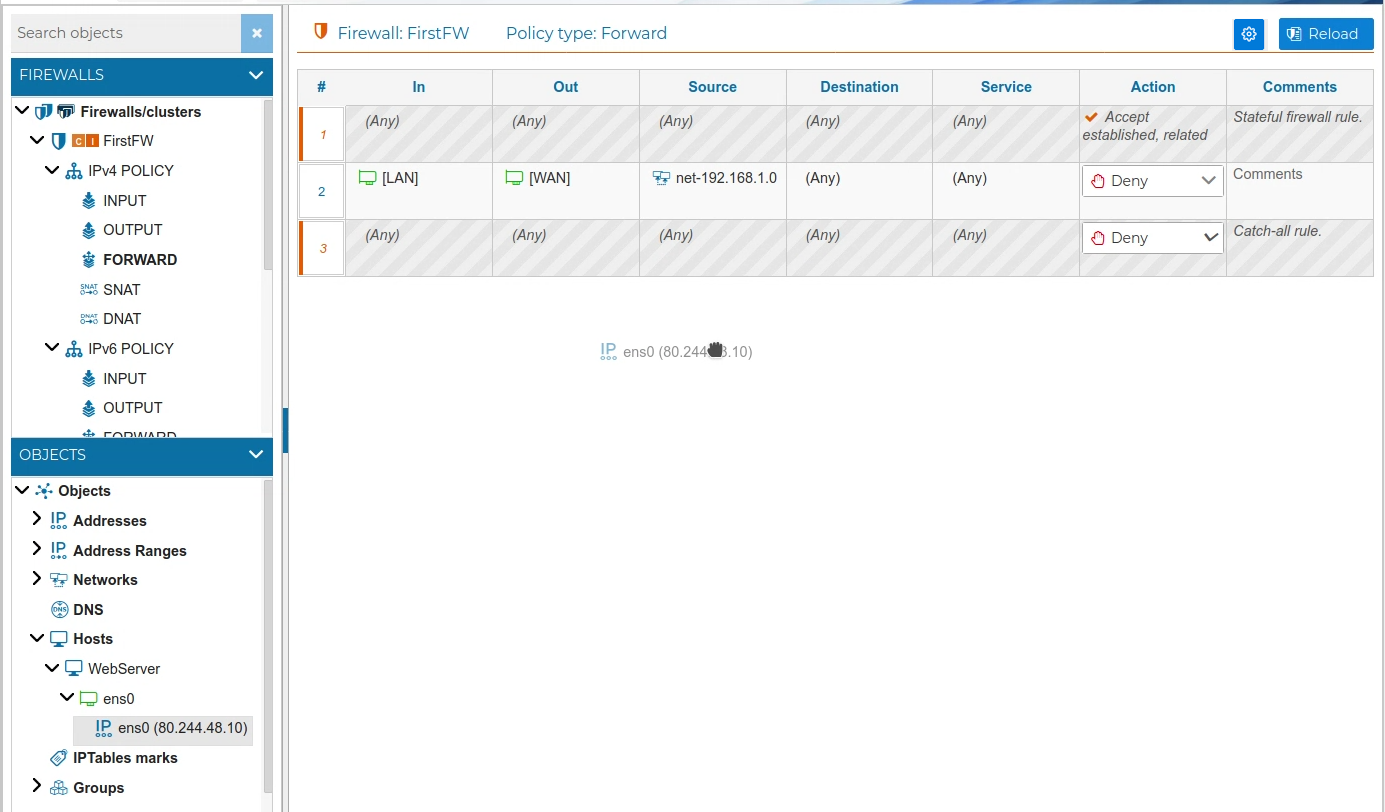 Search objects
×
FIREWALLS
Firewalls/clusters
C I FirstFW
IPv4 POLICY
INPUT
OUTPUT
FORWARD
SNAT SNAT
DNAT DNAT
IPv6 POLICY
INPUT
OUTPUT
FORWARD
OBJECTS
Objects
IP Addresses
IP Address Ranges
Networks
DNS DNS
Hosts
WebServer
ens0
IP ens0 (80.244.48.10)
IPTables marks
Groups
Firewall: FirstFW Policy type: Forward
Reload
# In Out Source Destination Service Action Comments
1 (Any) (Any) (Any) (Any) (Any) Accept established, related Stateful firewall rule.
2 [LAN] [WAN] net-192.168.1.0 (Any) (Any) Deny Comments
3 (Any) (Any) (Any) (Any) (Any) Deny Catch-all rule.
IP ens0 (80.244 .10)